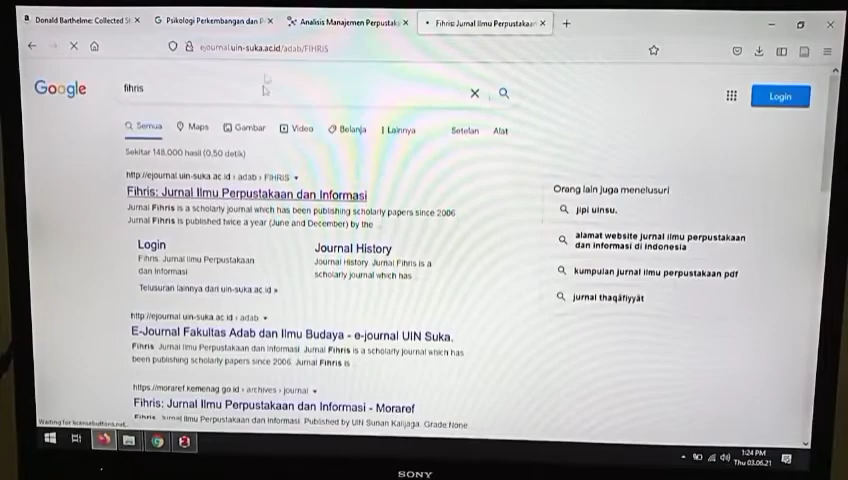 Donald Barthelme: Collected St
Psikologi Perkembangan dan P
Analisis Manajemen Perpustaka
Fihris: Jurnal Ilmu Perpustakaan
ejournal.uin-suka.ac.id/adab/FIHRIS
Google
fihris
Login
Semua Maps Gambar Video Belanja Lainnya Setelan Alat
Sekitar 148.000 hasil (0,50 detik)
http://ejournal.uin-suka.ac.id › adab › FIHRIS
Fihris: Jurnal Ilmu Perpustakaan dan Informasi
Jurnal Fihris is a scholarly journal which has been publishing scholarly papers since 2006
Jurnal Fihris is published twice a year (June and December) by the ...
Login
Fihris: Jurnal Ilmu Perpustakaan
dan Informasi
Journal History
Journal History. Jurnal Fihris is a
scholarly journal which has
Telusuran lainnya dari uin-suka.ac.id »
http://ejournal.uin-suka.ac.id › adab
E-Journal Fakultas Adab dan Ilmu Budaya - e-journal UIN Suka.
Fihris: Jurnal Ilmu Perpustakaan dan Informasi. Jurnal Fihris is a scholarly journal which has
been publishing scholarly papers since 2006. Jurnal Fihris is
https://moraref.kemenag.go.id › archives › journal
Fihris: Jurnal Ilmu Perpustakaan dan Informasi - Moraref
Fihris: Jurnal Ilmu Perpustakaan dan Informasi. Published by UIN Sunan Kalijaga. Grade:None.
Orang lain juga menelusuri
jipi uinsu.
alamat website jurnal ilmu perpustakaan
dan informasi di indonesia
kumpulan jurnal ilmu perpustakaan pdf
jurnal thaqāfiyyāt
Waiting for licensebuttons.net...
1:24 PM
Thu 03.06.21
SONY